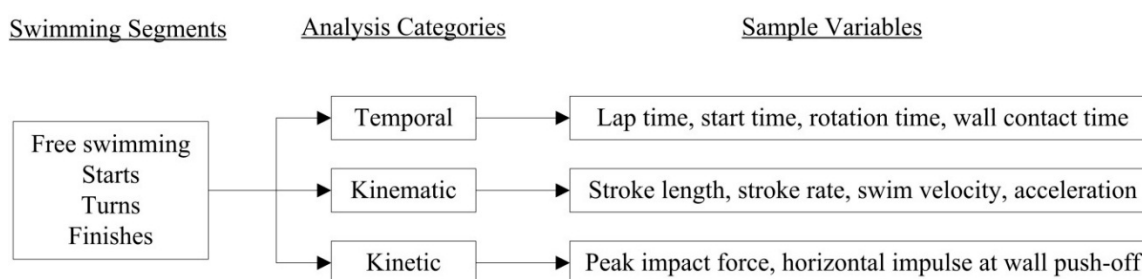 Swimming Segments
Analysis Categories
Sample Variables
Free swimming
Starts
Turns
Finishes
Temporal
Lap time, start time, rotation time, wall contact time
Kinematic
Stroke length, stroke rate, swim velocity, acceleration
Kinetic
Peak impact force, horizontal impulse at wall push-off